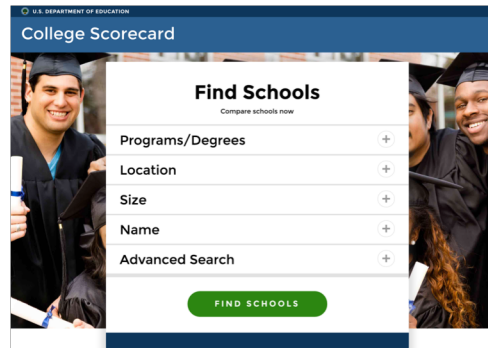 U.S. DEPARTMENT OF EDUCATION
College Scorecard
Find Schools
Compare schools now
Programs/Degrees
Location
Size
Name
Advanced Search
FIND SCHOOLS